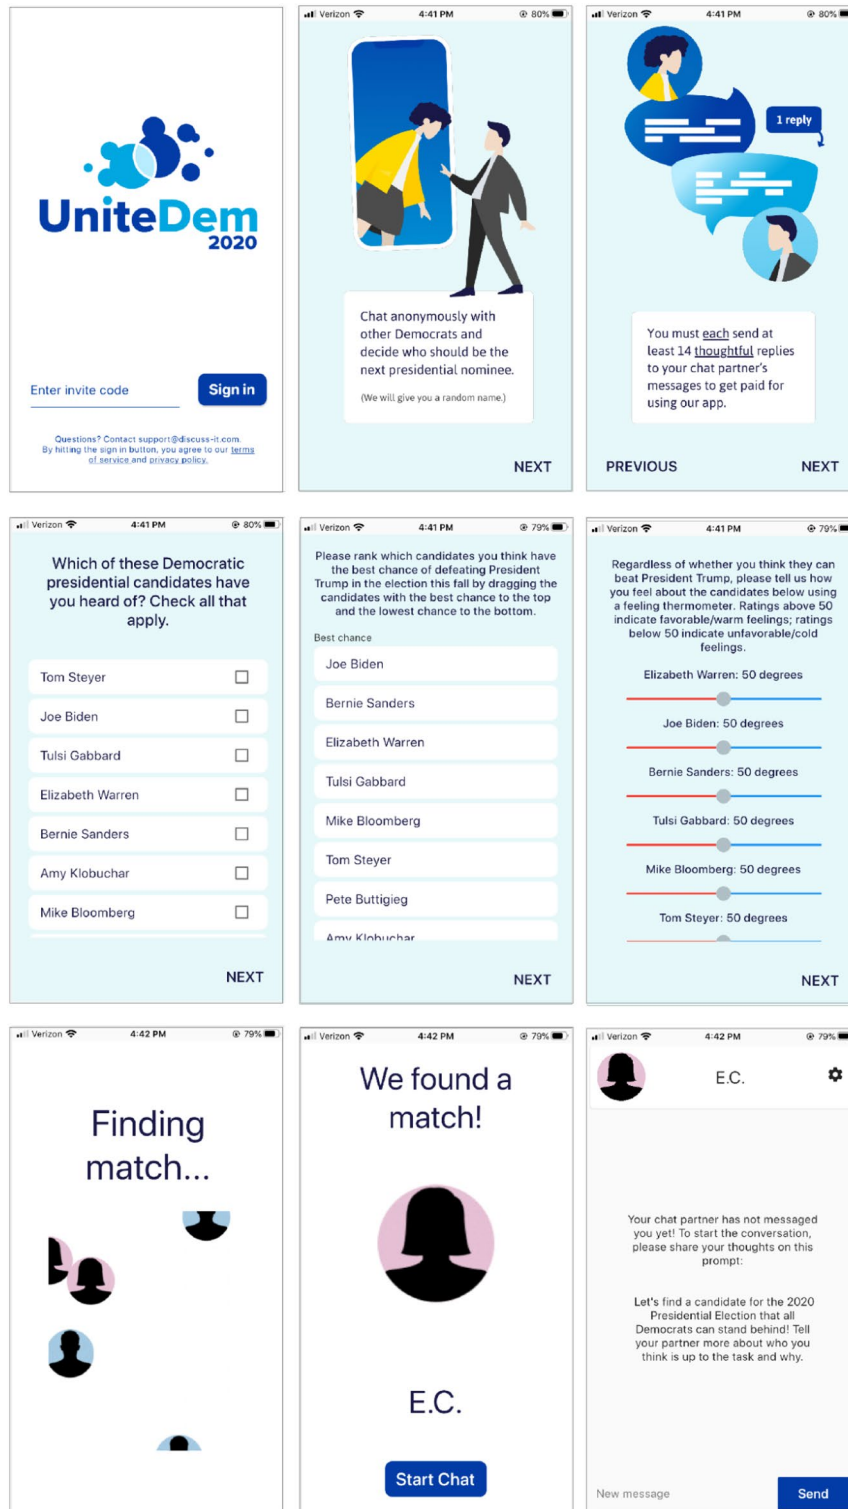 UniteDem
2020
Enter invite code
Sign in
Questions? Contact support@discuss-it.com.
By hitting the sign in button, you agree to our terms
of service and privacy policy.
Verizon 4:41 PM 80%
Chat anonymously with
other Democrats and
decide who should be the
next presidential nominee.
(We will give you a random name.)
NEXT
Verizon 4:41 PM 80%
1 reply
You must each send at
least 14 thoughtful replies
to your chat partner's
messages to get paid for
using our app.
PREVIOUS NEXT
Verizon 4:41 PM 80%
Which of these Democratic
presidential candidates have
you heard of? Check all that
apply.
Tom Steyer
Joe Biden
Tulsi Gabbard
Elizabeth Warren
Bernie Sanders
Amy Klobuchar
Mike Bloomberg
NEXT
Verizon 4:41 PM 79%
Please rank which candidates you think have
the best chance of defeating President
Trump in the election this fall by dragging the
candidates with the best chance to the top
and the lowest chance to the bottom.
Best chance
Joe Biden
Bernie Sanders
Elizabeth Warren
Tulsi Gabbard
Mike Bloomberg
Tom Steyer
Pete Buttigieg
Amy Klobuchar
NEXT
Verizon 4:41 PM 79%
Regardless of whether you think they can
beat President Trump, please tell us how
you feel about the candidates below using
a feeling thermometer. Ratings above 50
indicate favorable/warm feelings; ratings
below 50 indicate unfavorable/cold
feelings.
Elizabeth Warren: 50 degrees
Joe Biden: 50 degrees
Bernie Sanders: 50 degrees
Tulsi Gabbard: 50 degrees
Mike Bloomberg: 50 degrees
Tom Steyer: 50 degrees
NEXT
Verizon 4:42 PM 79%
Finding
match...
Verizon 4:42 PM 79%
We found a
match!
E.C.
Start Chat
Verizon 4:42 PM 79%
E.C.
Your chat partner has not messaged
you yet! To start the conversation,
please share your thoughts on this
prompt:
Let's find a candidate for the 2020
Presidential Election that all
Democrats can stand behind! Tell
your partner more about who you
think is up to the task and why.
New message
Send